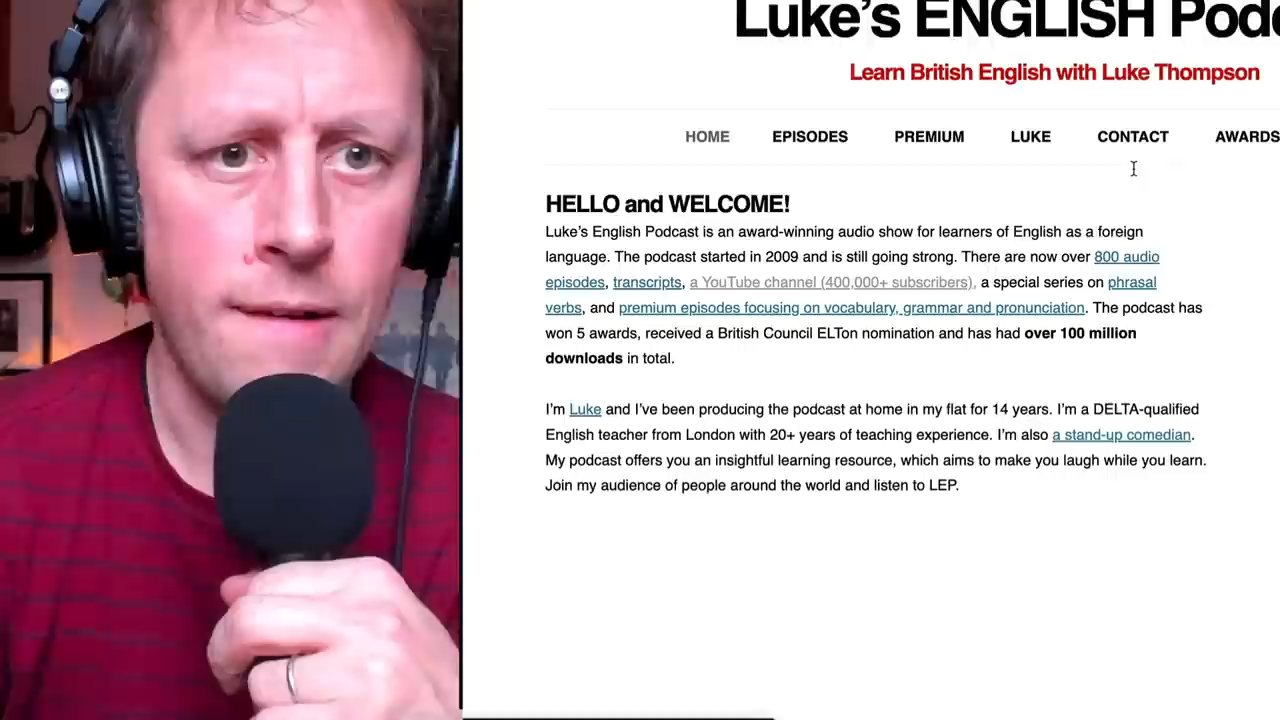 Luke's ENGLISH Podc
Learn British English with Luke Thompson
HOME EPISODES PREMIUM LUKE CONTACT AWARDS
HELLO and WELCOME!
Luke's English Podcast is an award-winning audio show for learners of English as a foreign
language. The podcast started in 2009 and is still going strong. There are now over 800 audio
episodes, transcripts, a YouTube channel (400,000+ subscribers), a special series on phrasal
verbs, and premium episodes focusing on vocabulary, grammar and pronunciation. The podcast has
won 5 awards, received a British Council ELTon nomination and has had over 100 million
downloads in total.
I'm Luke and I've been producing the podcast at home in my flat for 14 years. I'm a DELTA-qualified
English teacher from London with 20+ years of teaching experience. I'm also a stand-up comedian.
My podcast offers you an insightful learning resource, which aims to make you laugh while you learn.
Join my audience of people around the world and listen to LEP.